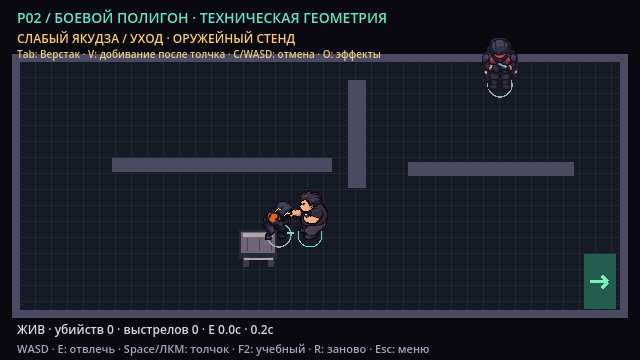 P02 / БОЕВОЙ ПОЛИГОН · ТЕХНИЧЕСКАЯ ГЕОМЕТРИЯ
СЛАБЫЙ ЯКУДЗА / УХОД · ОРУЖЕЙНЫЙ СТЕНД
Tab: Верстак · V: добивание после толчка · C/WASD: отмена · O: эффекты
ЖИВ · убийств 0 · выстрелов 0 · E 0.0с · 0.2с
WASD · E: отвлечь · Space/ЛКМ: толчок · F2: учебный · R: заново · Esc: меню